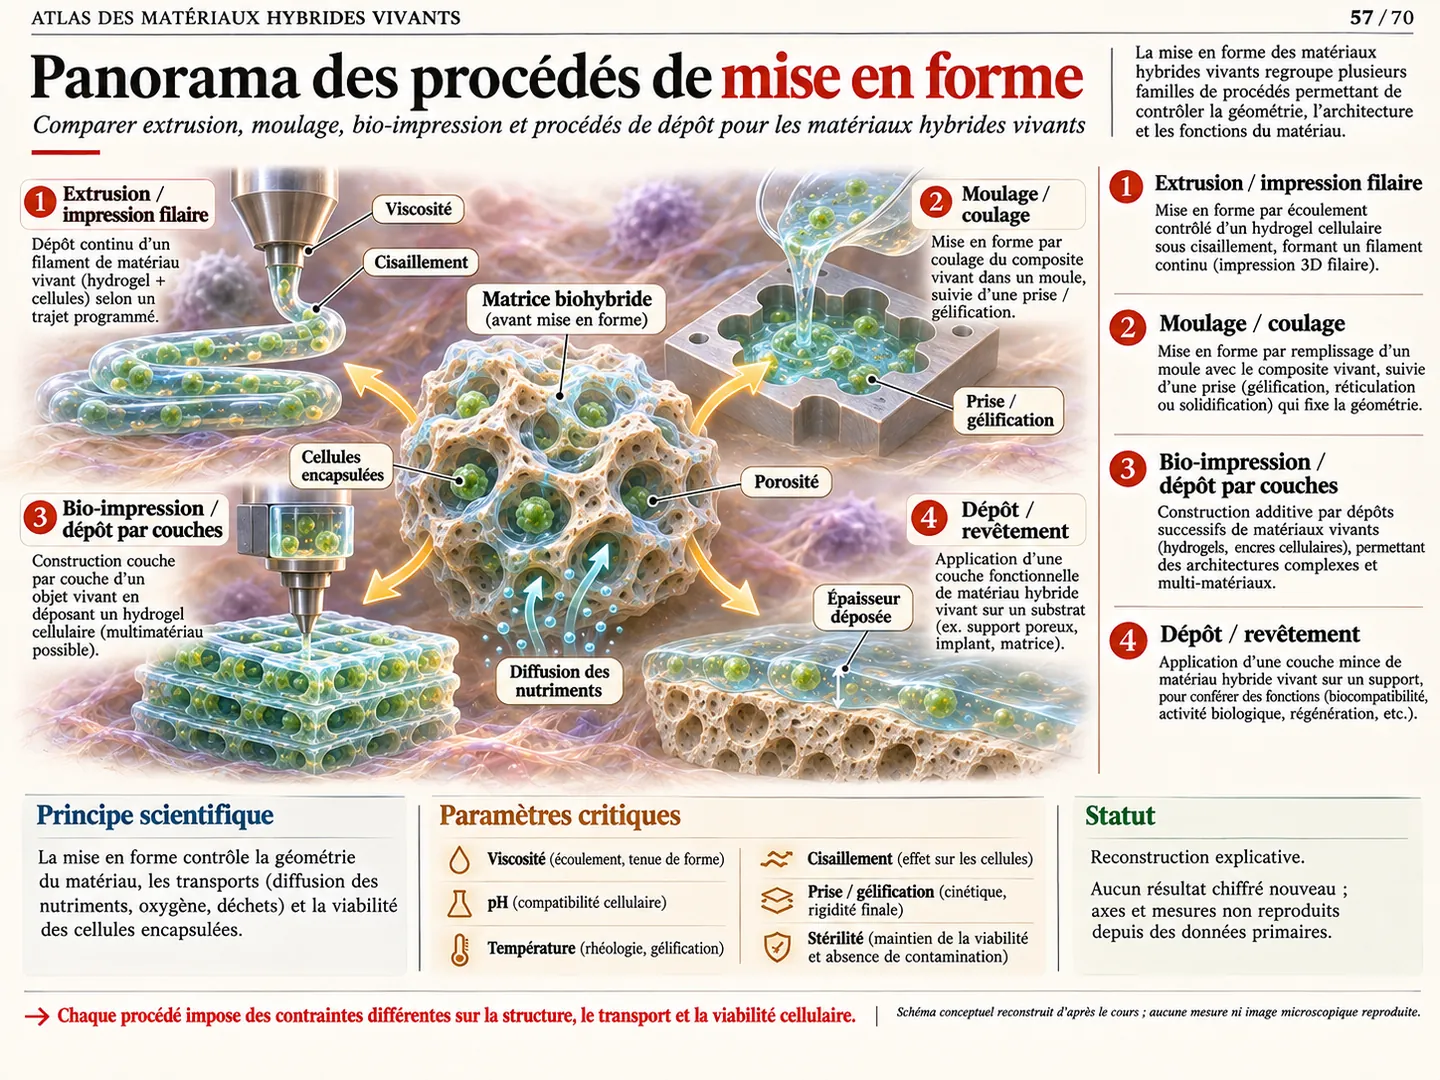 ATLAS DES MATÉRIAUX HYBRIDES VIVANTS
57 / 70
Panorama des procédés de mise en forme
Comparer extrusion, moulage, bio-impression et procédés de dépôt pour les matériaux hybrides vivants
La mise en forme des matériaux
hybrides vivants regroupe plusieurs
familles de procédés permettant de
contrôler la géométrie, l'architecture
et les fonctions du matériau.
1 Extrusion /
impression filaire
Dépôt continu d'un
filament de matériau
vivant (hydrogel +
cellules) selon un
trajet programmé.
Viscosité
Cisaillement
Matrice biohybride
(avant mise en forme)
2 Moulage /
coulage
Mise en forme par
coulage du composite
vivant dans un moule,
suivie d'une prise /
gélification.
Prise /
gélification
Cellules
encapsulées
Porosité
3 Bio-impression /
dépôt par couches
Construction couche
par couche d'un
objet vivant en
déposant un hydrogel
cellulaire (multimatériau
possible).
Diffusion des
nutriments
4 Dépôt /
revêtement
Application d'une
couche fonctionnelle
de matériau hybride
vivant sur un substrat
(ex. support poreux,
implant, matrice).
Épaisseur
déposée
1 Extrusion / impression filaire
Mise en forme par écoulement
contrôlé d'un hydrogel cellulaire
sous cisaillement, formant un filament
continu (impression 3D filaire).
2 Moulage / coulage
Mise en forme par remplissage d'un
moule avec le composite vivant, suivie
d'une prise (gélification, réticulation
ou solidification) qui fixe la géométrie.
3 Bio-impression /
dépôt par couches
Construction additive par dépôts
successifs de matériaux vivants
(hydrogels, encres cellulaires), permettant
des architectures complexes et
multi-matériaux.
4 Dépôt / revêtement
Application d'une couche mince de
matériau hybride vivant sur un support,
pour conférer des fonctions (biocompatibilité,
activité biologique, régénération, etc.).
Principe scientifique
La mise en forme contrôle la géométrie
du matériau, les transports (diffusion des
nutriments, oxygène, déchets) et la viabilité
des cellules encapsulées.
Paramètres critiques
Viscosité (écoulement, tenue de forme)
pH (compatibilité cellulaire)
Température (rhéologie, gélification)
Cisaillement (effet sur les cellules)
Prise / gélification (cinétique,
rigidité finale)
Stérilité (maintien de la viabilité
et absence de contamination)
Statut
Reconstruction explicative.
Aucun résultat chiffré nouveau ;
axes et mesures non reproduits
depuis des données primaires.
→ Chaque procédé impose des contraintes différentes sur la structure, le transport et la viabilité cellulaire.
Schéma conceptuel reconstruit d'après le cours ; aucune mesure ni image microscopique reproduite.